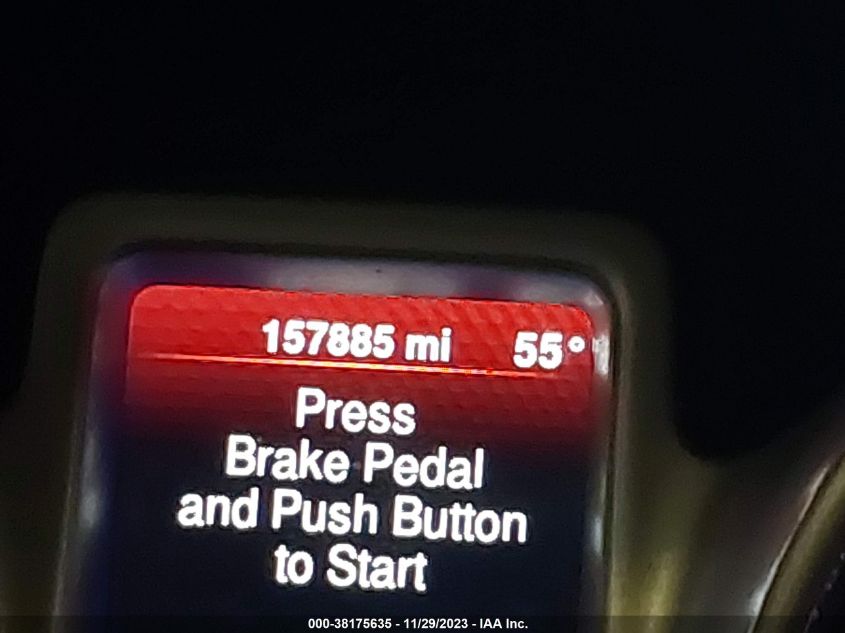 157885 mi 55°
Press
Brake Pedal
and Push Button
to Start
000-38175635 - 11/29/2023 - IAA Inc.